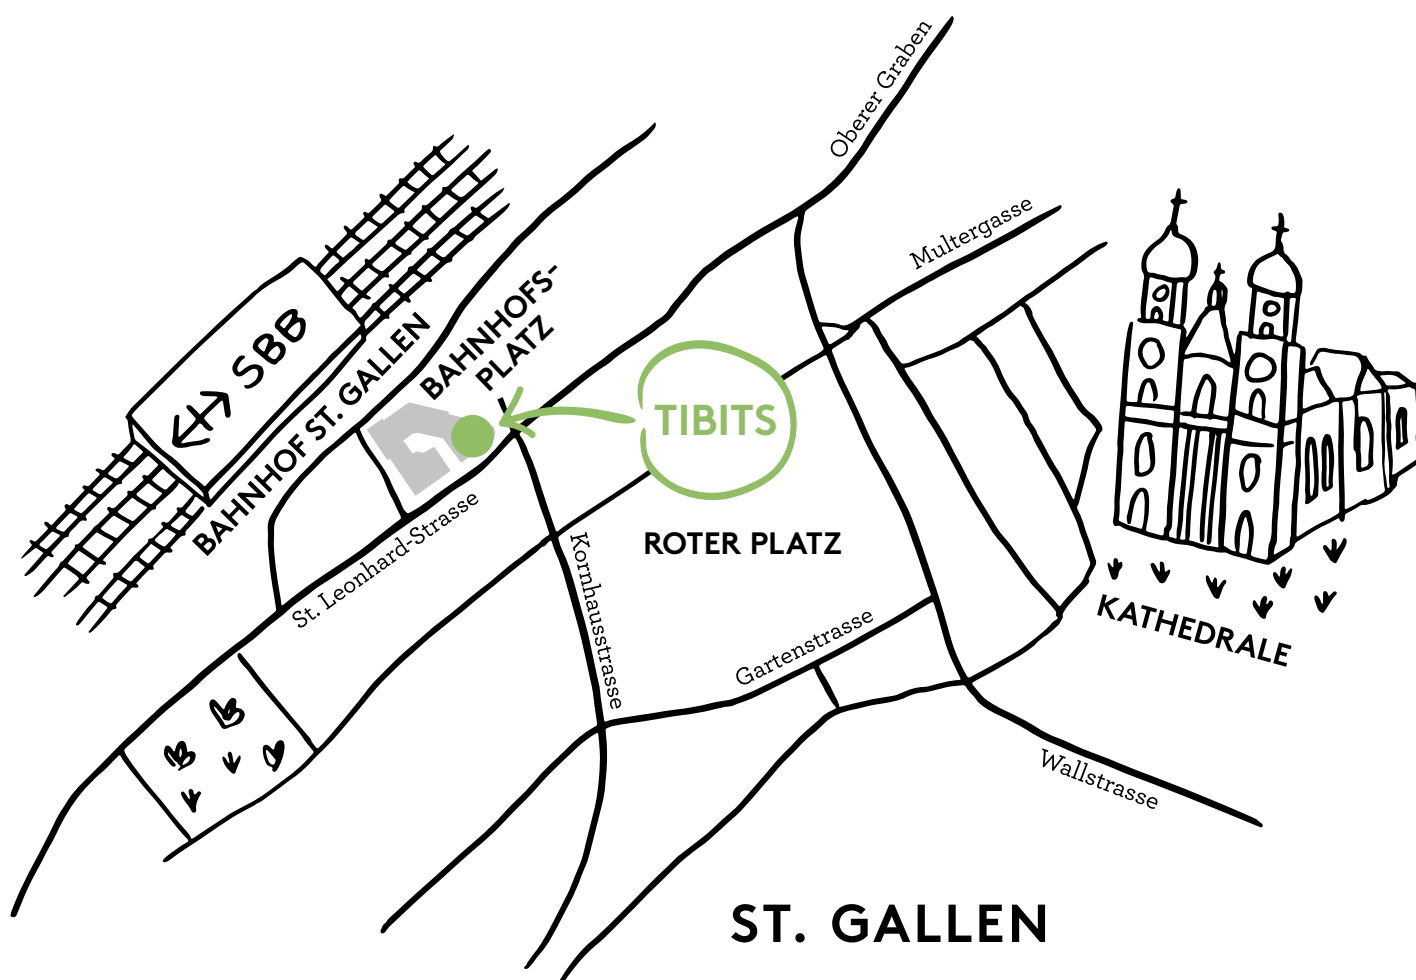 Oberer Graben
Multergasse
SBB
BAHNHOF ST. GALLEN
BAHNHOFS-
PLATZ
TIBITS
St. Leonhard-Strasse
ROTER PLATZ
Kornhausstrasse
Gartenstrasse
KATHEDRALE
Wallstrasse
ST. GALLEN